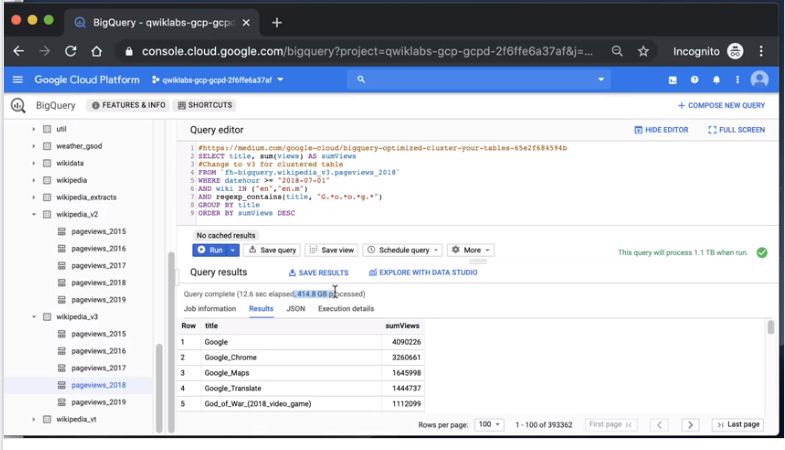 BigQuery - qwiklabs-gcp-gcpd
console.cloud.google.com/bigquery?project=qwiklabs-gcp-gcpd-2f6ffe6a37af&j=... Incognito
Google Cloud Platform qwiklabs-gcp-gcpd-2f6ffe6a37af
BigQuery FEATURES & INFO SHORTCUTS + COMPOSE NEW QUERY
util
weather_gsod
wikidata
wikipedia
wikipedia_extracts
wikipedia_v2
pageviews_2015
pageviews_2016
pageviews_2017
pageviews_2018
pageviews_2019
wikipedia_v3
pageviews_2015
pageviews_2016
pageviews_2017
pageviews_2018
pageviews_2019
wikipedia_vt
Query editor HIDE EDITOR FULL SCREEN
1 #https://medium.com/google-cloud/bigquery-optimized-cluster-your-tables-65e2f684594b
2 SELECT title, sum(views) AS sumViews
3 #Change to v3 for clustered table
4 FROM `fh-bigquery.wikipedia_v3.pageviews_2018`
5 WHERE datehour >= "2018-07-01"
6 AND wiki IN ("en","en.m")
7 AND regexp_contains(title, "G.*o.*o.*g.*")
8 GROUP BY title
9 ORDER BY sumViews DESC
No cached results
Run Save query Save view Schedule query More This query will process 1.1 TB when run.
Query results SAVE RESULTS EXPLORE WITH DATA STUDIO
Query complete (12.6 sec elapsed, 414.8 GB processed)
Job information Results JSON Execution details
Row title sumViews
1 Google 4090226
2 Google_Chrome 3260661
3 Google_Maps 1645998
4 Google_Translate 1444737
5 God_of_War_(2018_video_game) 1112099
Rows per page: 100 1 - 100 of 393362 First page |< < > >| Last page